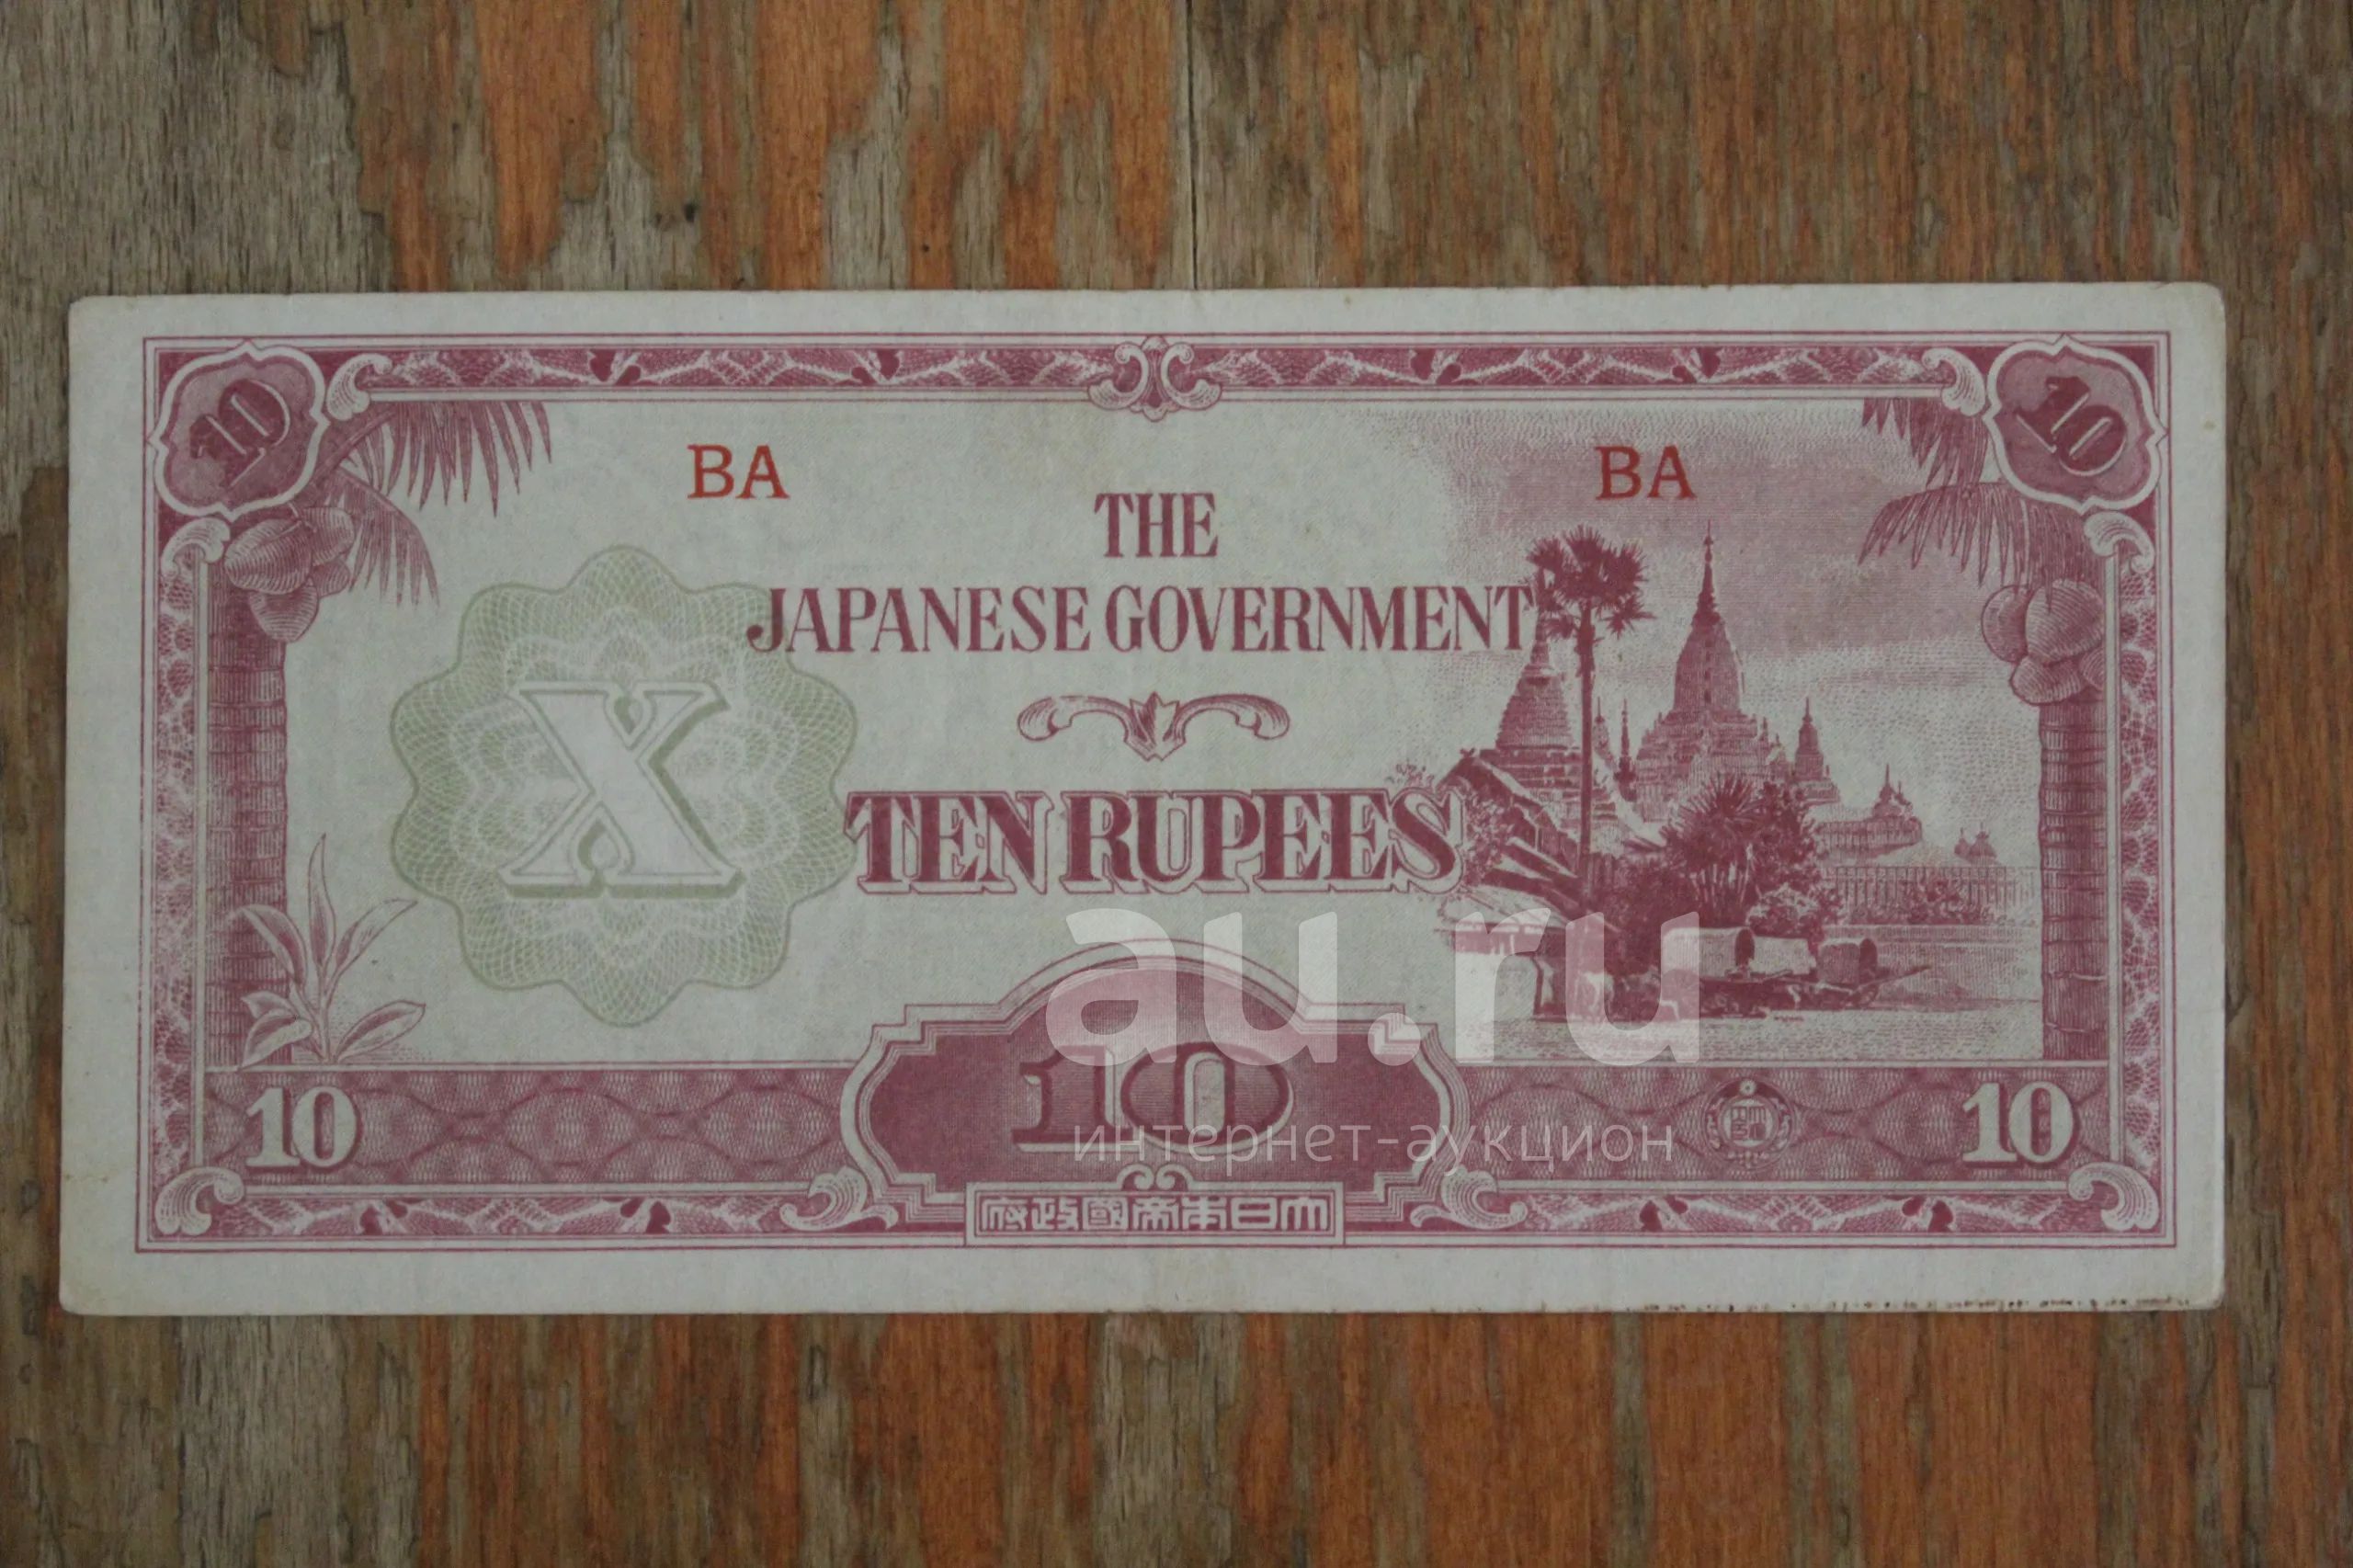 10
10
BA
BA
THE
JAPANESE GOVERNMENT
X
TEN RUPEES
au.ru
10
10
10
интернет-аукцион
府政國帝本日大